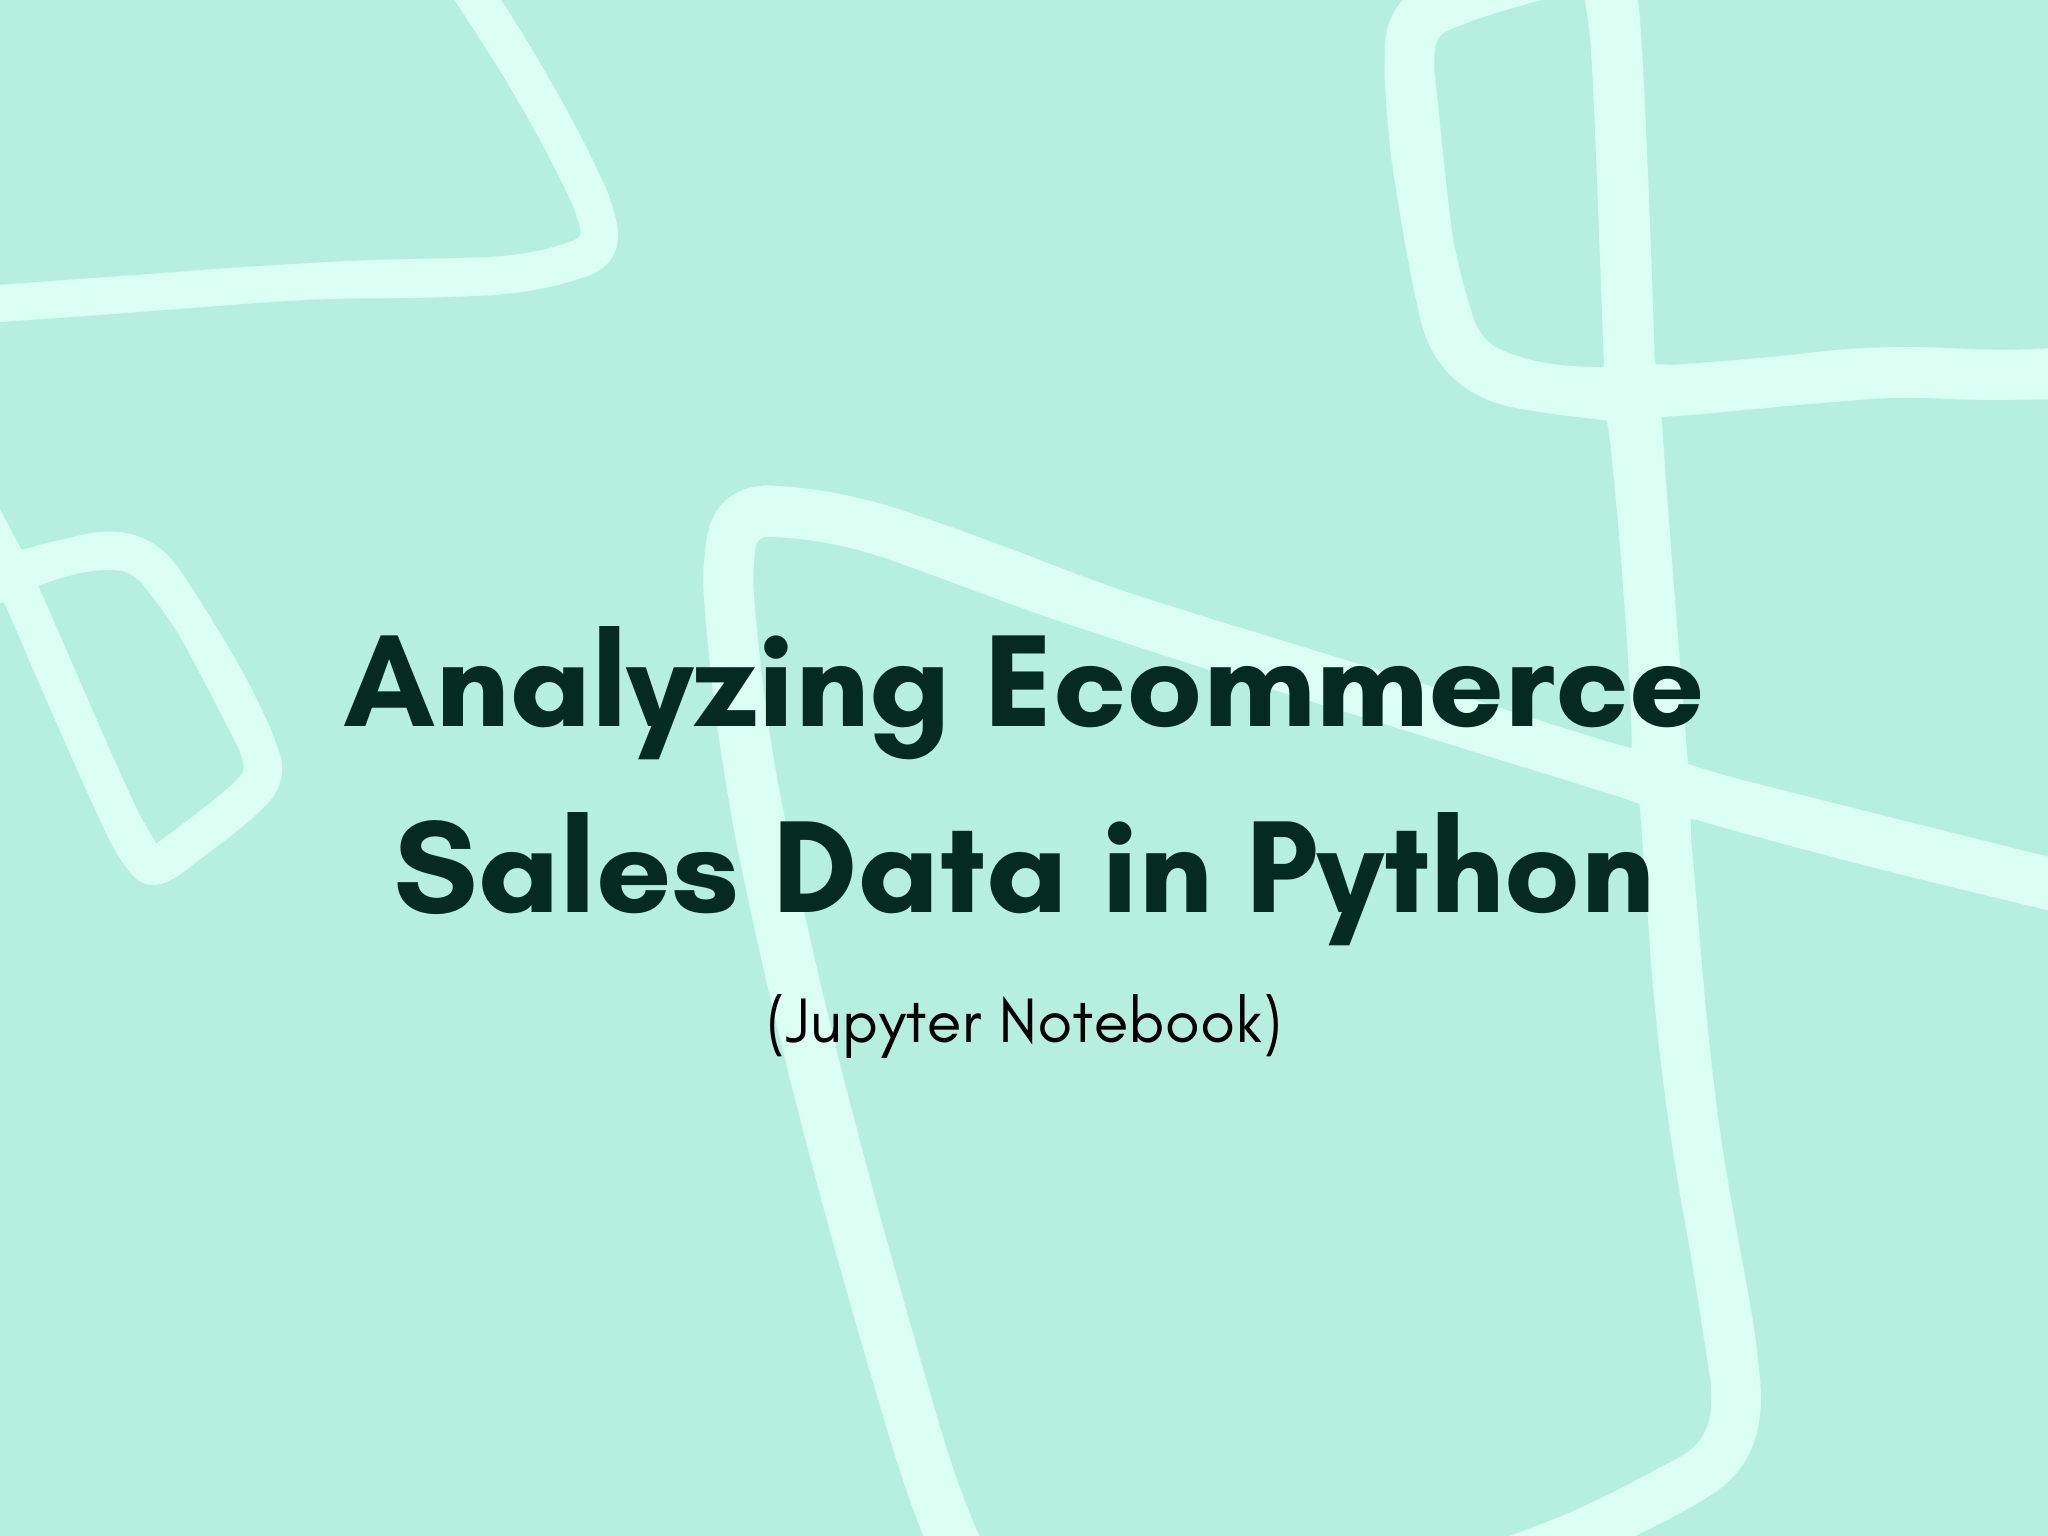 Analyzing Ecommerce
Sales Data in Python
(Jupyter Notebook)